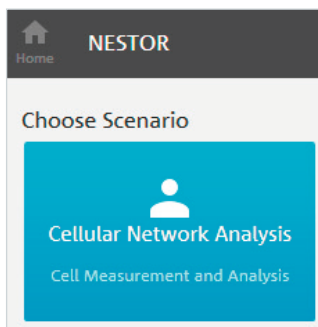 NESTOR
Home
Choose Scenario
Cellular Network Analysis
Cell Measurement and Analysis